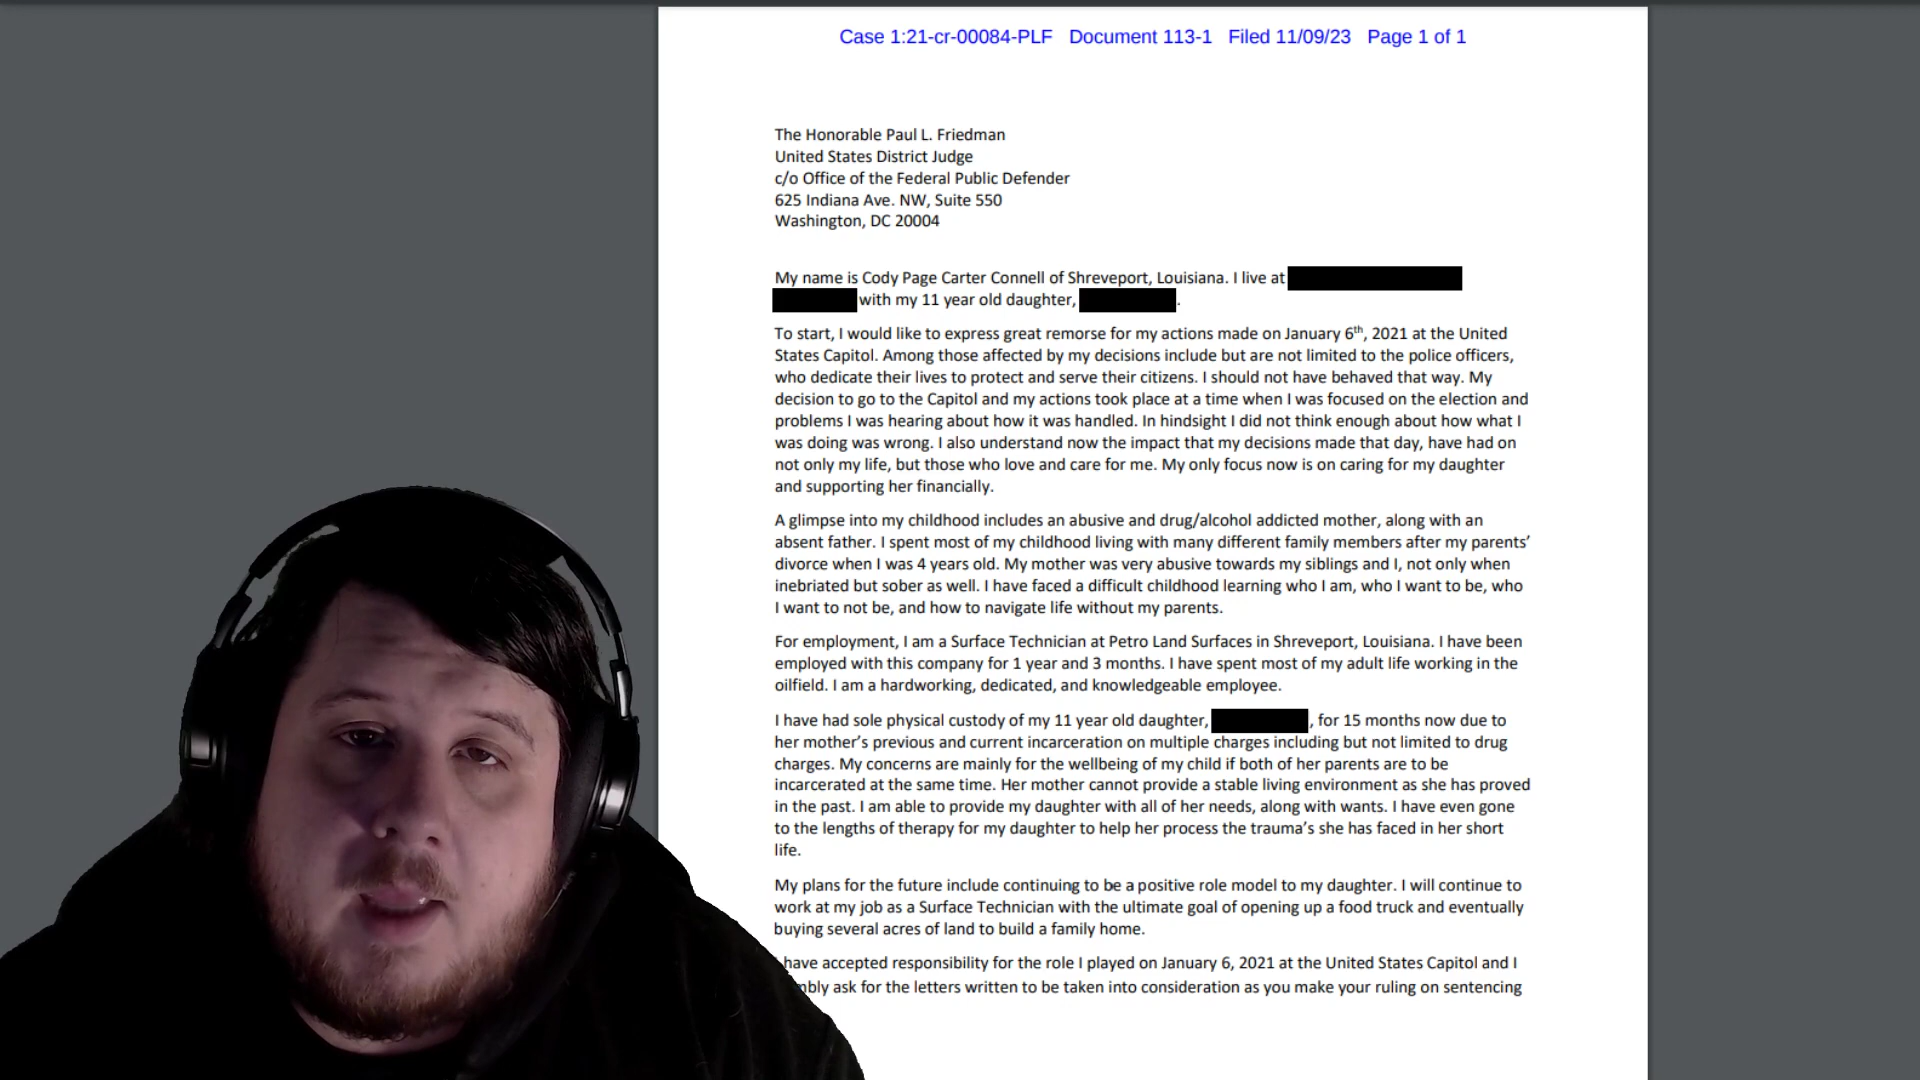 Case 1:21-cr-00084-PLF Document 113-1 Filed 11/09/23 Page 1 of 1
The Honorable Paul L. Friedman
United States District Judge
c/o Office of the Federal Public Defender
625 Indiana Ave. NW, Suite 550
Washington, DC 20004
My name is Cody Page Carter Connell of Shreveport, Louisiana. I live at
with my 11 year old daughter, .
To start, I would like to express great remorse for my actions made on January 6th, 2021 at the United
States Capitol. Among those affected by my decisions include but are not limited to the police officers,
who dedicate their lives to protect and serve their citizens. I should not have behaved that way. My
decision to go to the Capitol and my actions took place at a time when I was focused on the election and
problems I was hearing about how it was handled. In hindsight I did not think enough about how what I
was doing was wrong. I also understand now the impact that my decisions made that day, have had on
not only my life, but those who love and care for me. My only focus now is on caring for my daughter
and supporting her financially.
A glimpse into my childhood includes an abusive and drug/alcohol addicted mother, along with an
absent father. I spent most of my childhood living with many different family members after my parents’
divorce when I was 4 years old. My mother was very abusive towards my siblings and I, not only when
inebriated but sober as well. I have faced a difficult childhood learning who I am, who I want to be, who
I want to not be, and how to navigate life without my parents.
For employment, I am a Surface Technician at Petro Land Surfaces in Shreveport, Louisiana. I have been
employed with this company for 1 year and 3 months. I have spent most of my adult life working in the
oilfield. I am a hardworking, dedicated, and knowledgeable employee.
I have had sole physical custody of my 11 year old daughter, , for 15 months now due to
her mother’s previous and current incarceration on multiple charges including but not limited to drug
charges. My concerns are mainly for the wellbeing of my child if both of her parents are to be
incarcerated at the same time. Her mother cannot provide a stable living environment as she has proved
in the past. I am able to provide my daughter with all of her needs, along with wants. I have even gone
to the lengths of therapy for my daughter to help her process the trauma’s she has faced in her short
life.
My plans for the future include continuing to be a positive role model to my daughter. I will continue to
work at my job as a Surface Technician with the ultimate goal of opening up a food truck and eventually
buying several acres of land to build a family home.
have accepted responsibility for the role I played on January 6, 2021 at the United States Capitol and I
ask for the letters written to be taken into consideration as you make your ruling on sentencing